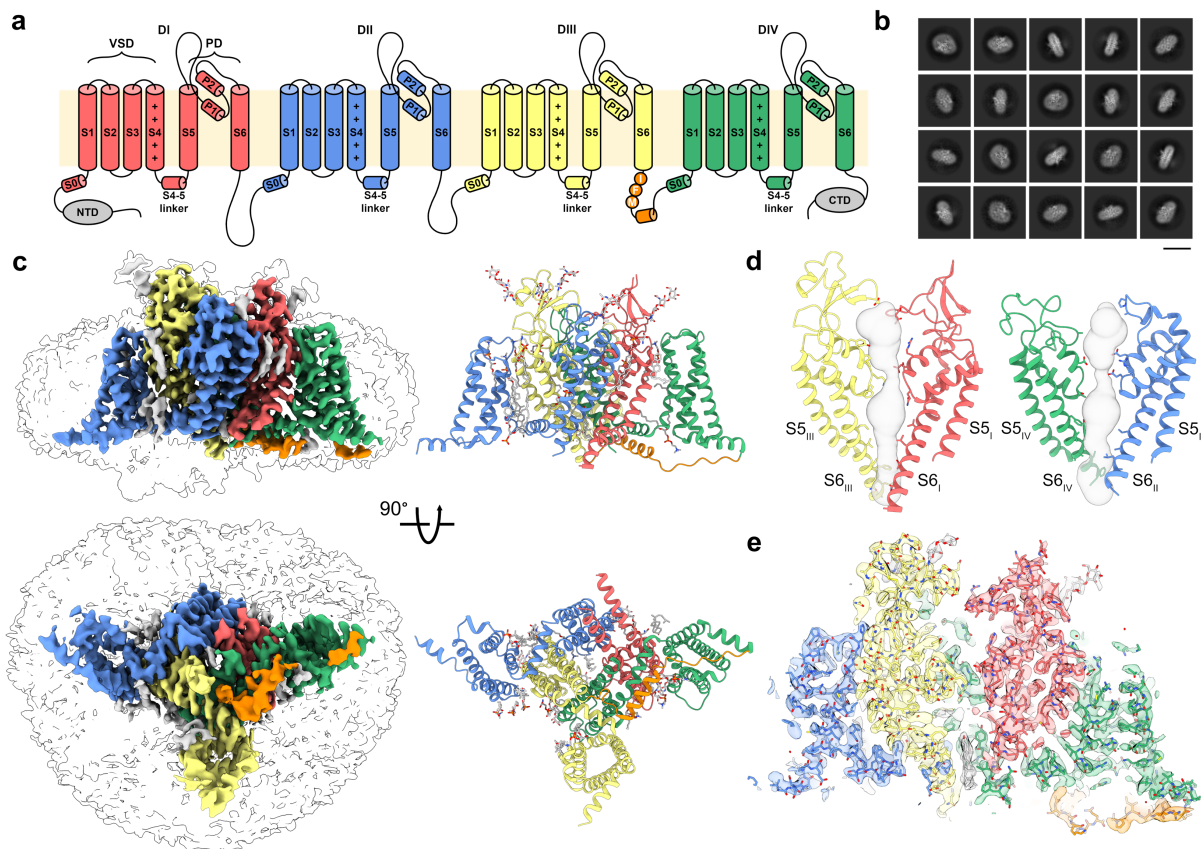 a
DI
DII
DIII
DIV
VSD
PD
P2
P1
P2
P1
P2
P1
P2
P1
S1
S2
S3
+
+
S4
+
+
S5
S6
S1
S2
S3
+
+
S4
+
+
S5
S6
S1
S2
S3
+
+
S4
+
+
S5
S6
S1
S2
S3
+
+
S4
+
+
S5
S6
S0
S0
S0
S0
I
F
M
NTD
S4-5
linker
S4-5
linker
S4-5
linker
S4-5
linker
CTD
b
c
90°
d
S5III
S5I
S5IV
S5I
S6III
S6I
S6IV
S6II
e